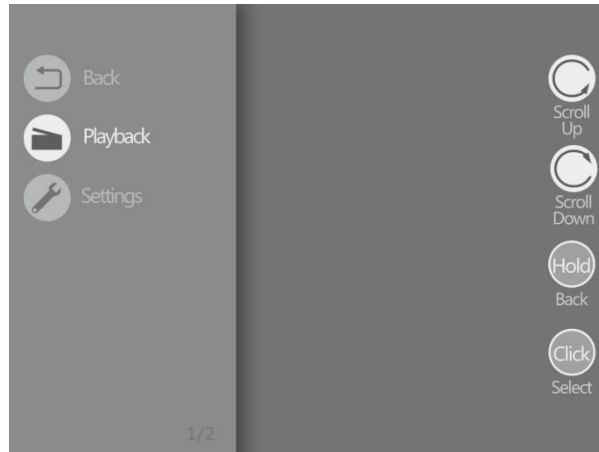 Back
Playback
Settings
1/2
Scroll
Up
Scroll
Down
Hold
Back
Click
Select